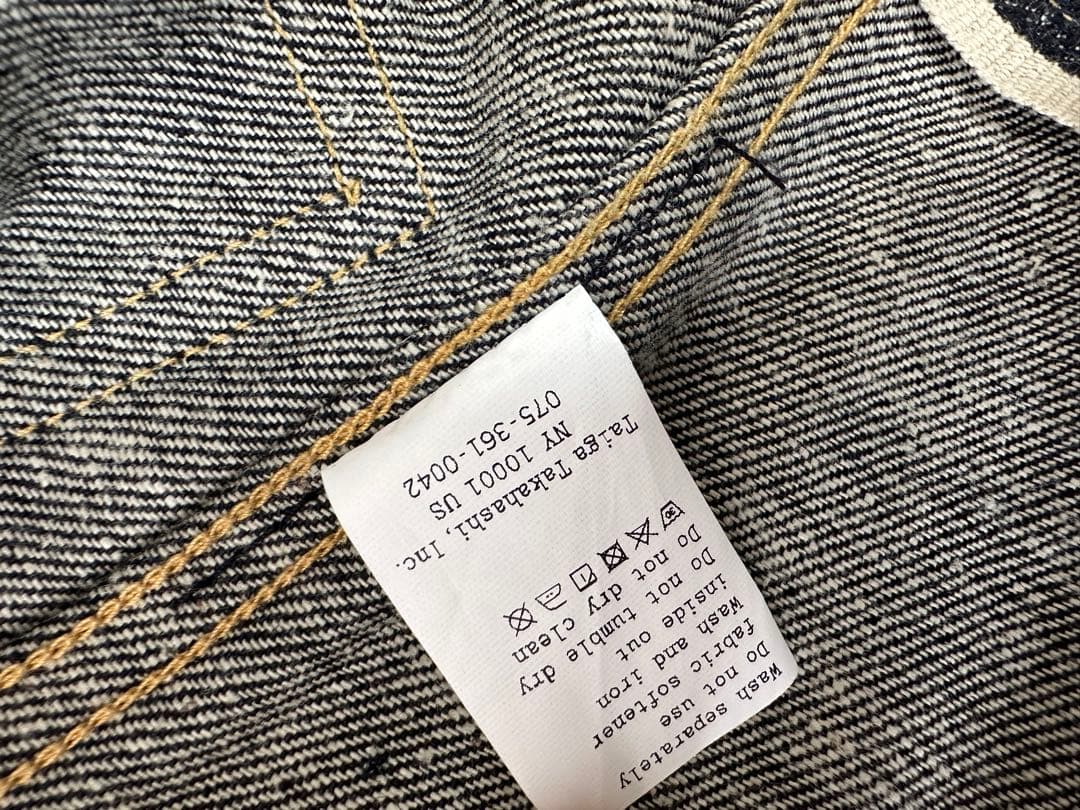 Wash separately
Do not use
fabric softener
Wash and iron
inside out
Do not tumble dry
Do not dry clean
30
Taiga Takahashi, Inc.
NY 10001 US
075-361-0042